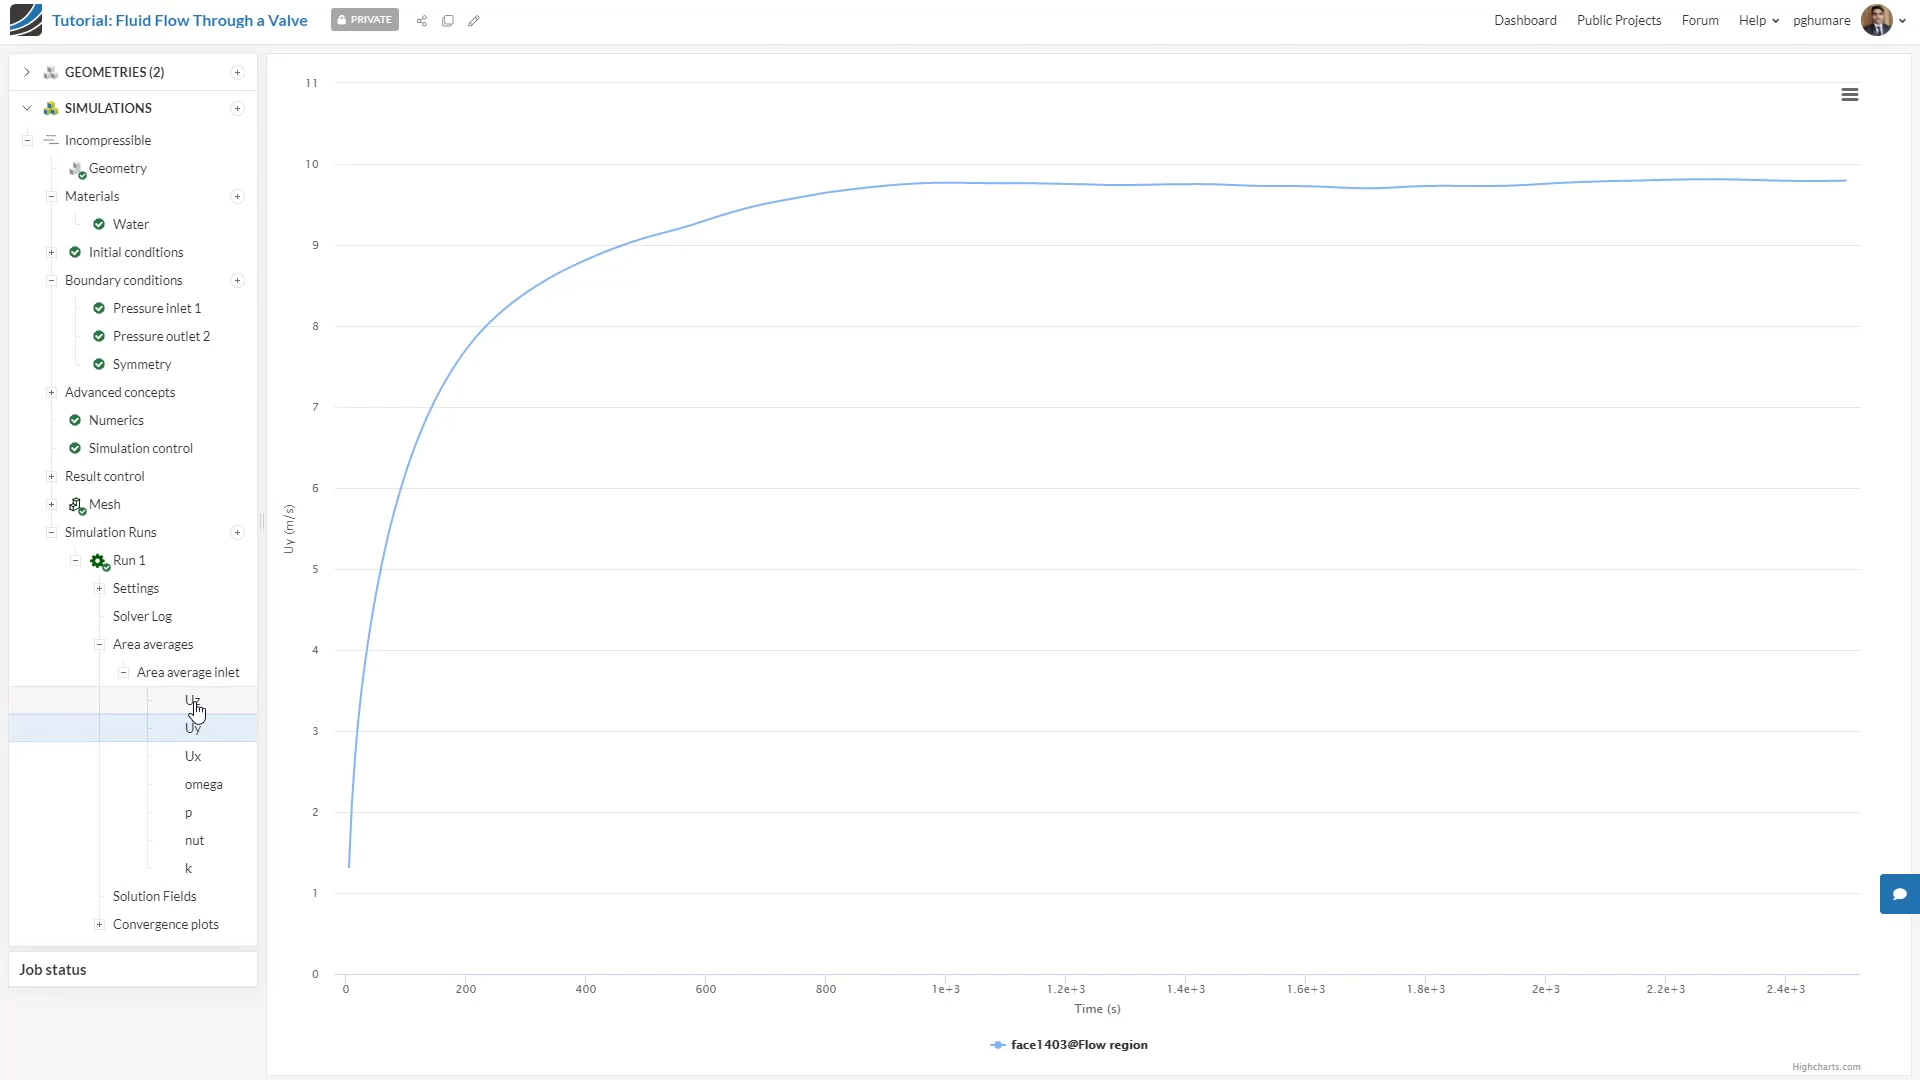 Tutorial: Fluid Flow Through a Valve
PRIVATE
Dashboard
Public Projects
Forum
Help
pghumare
GEOMETRIES (2)
SIMULATIONS
Incompressible
Geometry
Materials
Water
Initial conditions
Boundary conditions
Pressure inlet 1
Pressure outlet 2
Symmetry
Advanced concepts
Numerics
Simulation control
Result control
Mesh
Simulation Runs
Run 1
Settings
Solver Log
Area averages
Area average inlet
Uz
Uy
Ux
omega
p
nut
k
Solution Fields
Convergence plots
Job status
11
10
9
8
7
6
5
4
3
2
1
0
Uy (m/s)
0 200 400 600 800 1e+3 1.2e+3 1.4e+3 1.6e+3 1.8e+3 2e+3 2.2e+3 2.4e+3
Time (s)
face1403@Flow region
Highcharts.com